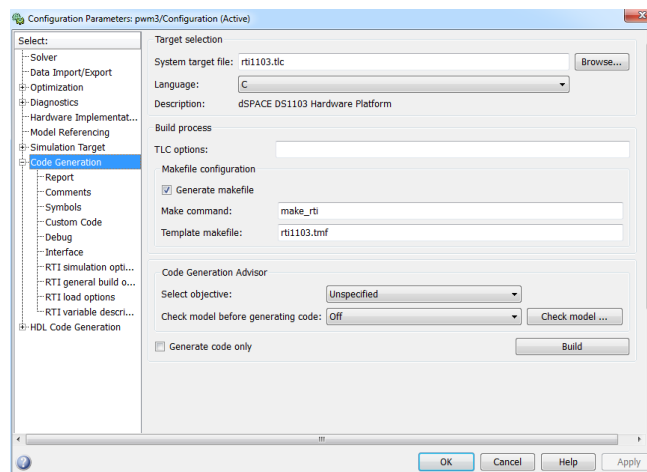 Configuration Parameters: pwm3/Configuration (Active)
Select:
Solver
Data Import/Export
Optimization
Diagnostics
Hardware Implementat...
Model Referencing
Simulation Target
Code Generation
Report
Comments
Symbols
Custom Code
Debug
Interface
RTI simulation opti...
RTI general build o...
RTI load options
RTI variable descri...
HDL Code Generation
Target selection
System target file: rti1103.tlc Browse...
Language: C
Description: dSPACE DS1103 Hardware Platform
Build process
TLC options:
Makefile configuration
Generate makefile
Make command: make_rti
Template makefile: rti1103.tmf
Code Generation Advisor
Select objective: Unspecified
Check model before generating code: Off Check model ...
Generate code only Build
OK Cancel Help Apply